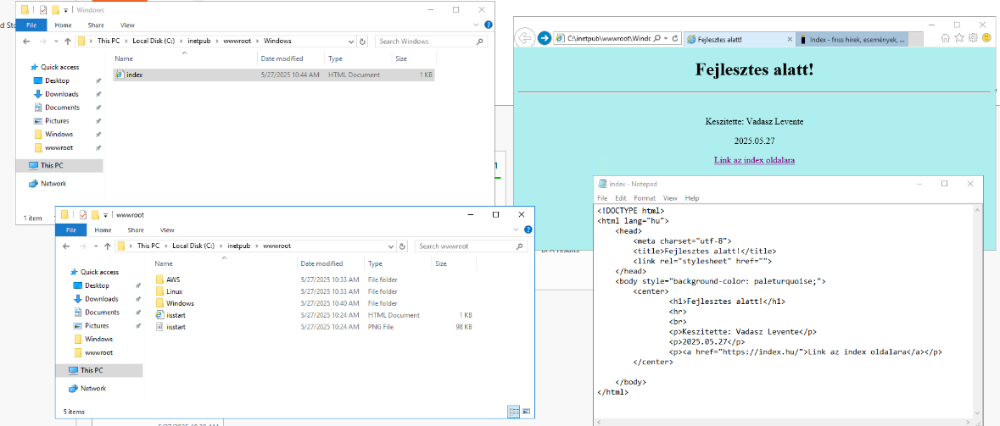 Windows
File Home Share View
This PC Local Disk (C:) inetpub wwwroot Windows
Search Windows
Name Date modified Type Size
index 5/27/2025 10:44 AM HTML Document 1 KB
Quick access
Desktop
Downloads
Documents
Pictures
Windows
wwwroot
This PC
Network
1 item
wwwroot
File Home Share View
This PC Local Disk (C:) inetpub wwwroot
Search wwwroot
Name Date modified Type Size
AWS 5/27/2025 10:33 AM File folder
Linux 5/27/2025 10:33 AM File folder
Windows 5/27/2025 10:40 AM File folder
iisstart 5/27/2025 10:24 AM HTML Document 1 KB
iisstart 5/27/2025 10:24 AM PNG File 98 KB
Quick access
Desktop
Downloads
Documents
Pictures
Windows
wwwroot
This PC
Network
5 items
C:\inetpub\wwwroot\Windo
Fejlesztes alatt!
Index - friss hírek, események, ...
Fejlesztes alatt!
Keszitette: Vadasz Levente
2025.05.27
Link az index oldalara
index - Notepad
File Edit Format View Help
<!DOCTYPE html>
<html lang="hu">
<head>
<meta charset="utf-8">
<title>Fejlesztes alatt!</title>
<link rel="stylesheet" href="">
</head>
<body style="background-color: paleturquoise;">
<center>
<h1>Fejlesztes alatt!</h1>
<hr>
<br>
<p>Keszitette: Vadasz Levente</p>
<p>2025.05.27</p>
<p><a href="https://index.hu/">Link az index oldalara</a></p>
</center>
</body>
</html>